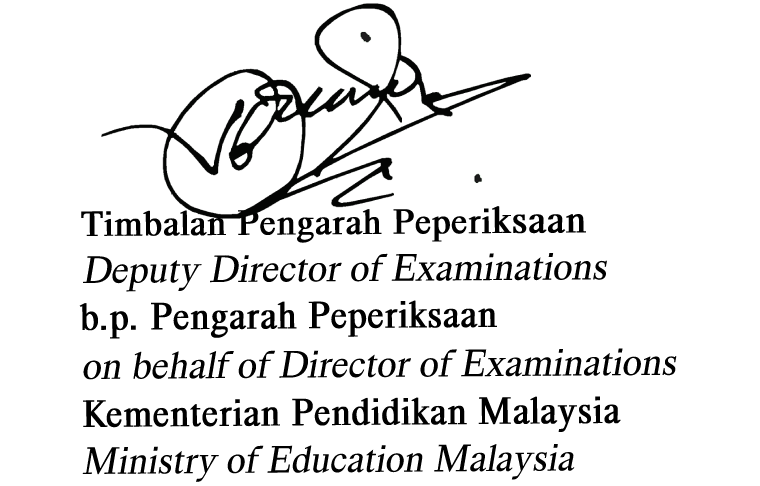 Timbalan Pengarah Peperiksaan
Deputy Director of Examinations
b.p. Pengarah Peperiksaan
on behalf of Director of Examinations
Kementerian Pendidikan Malaysia
Ministry of Education Malaysia